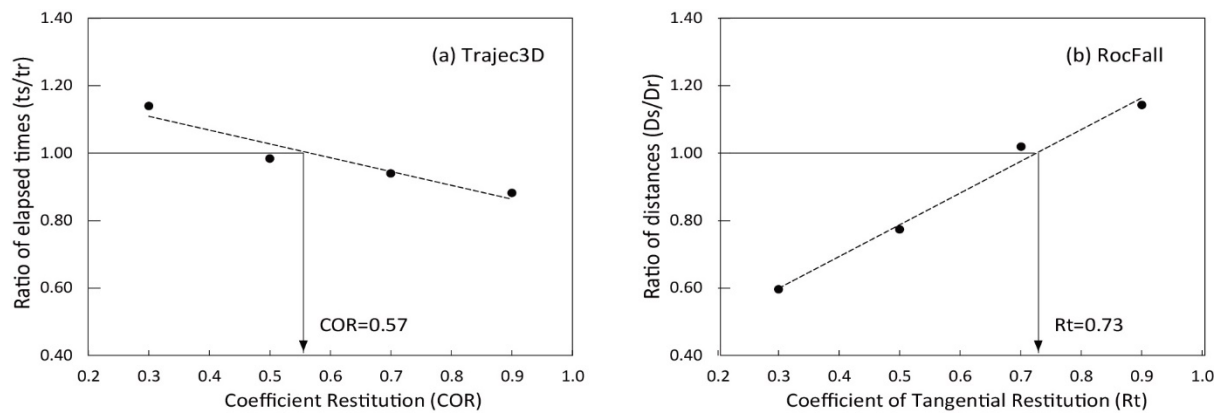 (a) Trajec3D
Ratio of elapsed times (ts/tr)
1.40
1.20
1.00
0.80
0.60
0.40
COR=0.57
0.2 0.3 0.4 0.5 0.6 0.7 0.8 0.9 1.0
Coefficient Restitution (COR)
(b) RocFall
Ratio of distances (Ds/Dr)
1.40
1.20
1.00
0.80
0.60
0.40
Rt=0.73
0.2 0.3 0.4 0.5 0.6 0.7 0.8 0.9 1.0
Coefficient of Tangential Restitution (Rt)